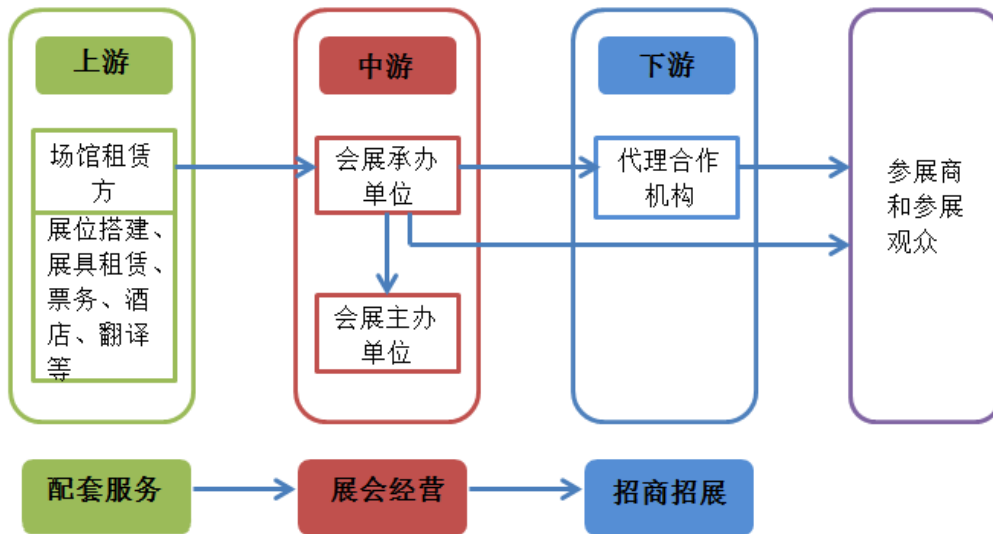 上游
中游
下游
场馆租赁
方
展位搭建、
展具租赁、
票务、酒
店、翻译
等
会展承办
单位
会展主办
单位
代理合作
机构
参展商
和参展
观众
配套服务
展会经营
招商招展